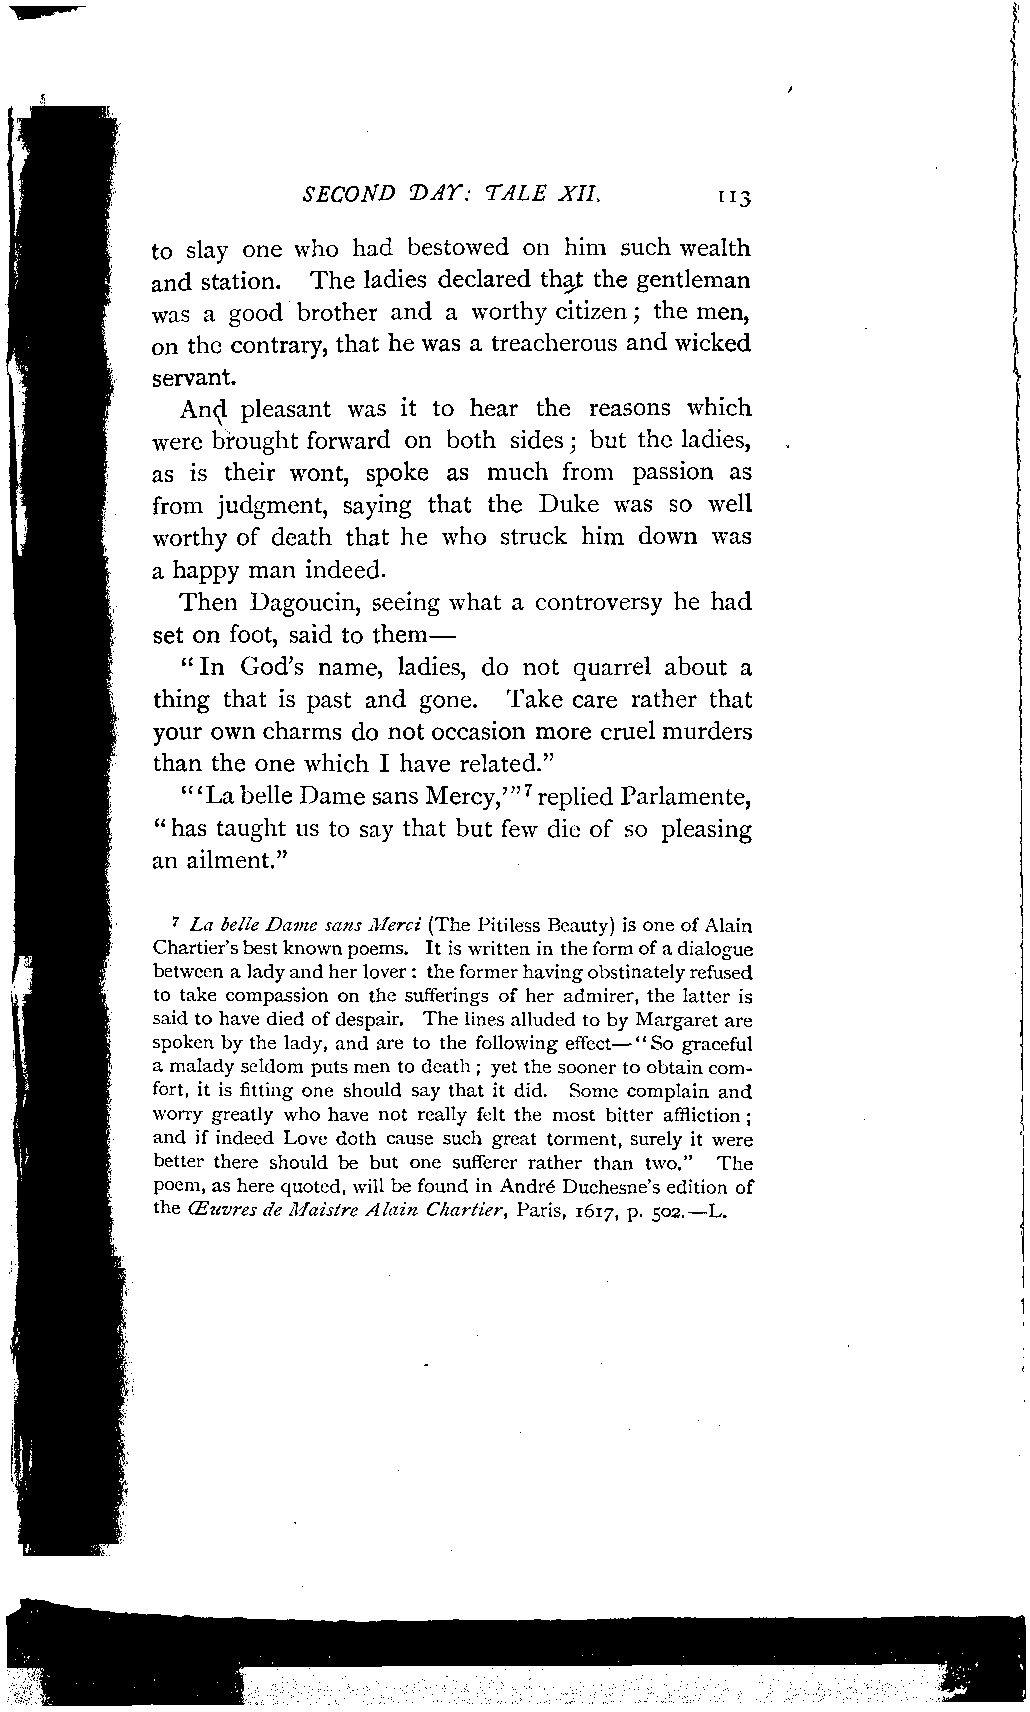 SECOND DAY: TALE XII. 113
to slay one who had bestowed on him such wealth
and station. The ladies declared that the gentleman
was a good brother and a worthy citizen; the men,
on the contrary, that he was a treacherous and wicked
servant.
And pleasant was it to hear the reasons which
were brought forward on both sides; but the ladies,
as is their wont, spoke as much from passion as
from judgment, saying that the Duke was so well
worthy of death that he who struck him down was
a happy man indeed.
Then Dagoucin, seeing what a controversy he had
set on foot, said to them—
"In God's name, ladies, do not quarrel about a
thing that is past and gone. Take care rather that
your own charms do not occasion more cruel murders
than the one which I have related."
"'La belle Dame sans Mercy,'"⁷ replied Parlamente,
"has taught us to say that but few die of so pleasing
an ailment."
⁷ La belle Dame sans Merci (The Pitiless Beauty) is one of Alain
Chartier's best known poems. It is written in the form of a dialogue
between a lady and her lover: the former having obstinately refused
to take compassion on the sufferings of her admirer, the latter is
said to have died of despair. The lines alluded to by Margaret are
spoken by the lady, and are to the following effect—"So graceful
a malady seldom puts men to death; yet the sooner to obtain com-
fort, it is fitting one should say that it did. Some complain and
worry greatly who have not really felt the most bitter affliction;
and if indeed Love doth cause such great torment, surely it were
better there should be but one sufferer rather than two." The
poem, as here quoted, will be found in André Duchesne's edition of
the Œuvres de Maistre Alain Chartier, Paris, 1617, p. 502.—L.